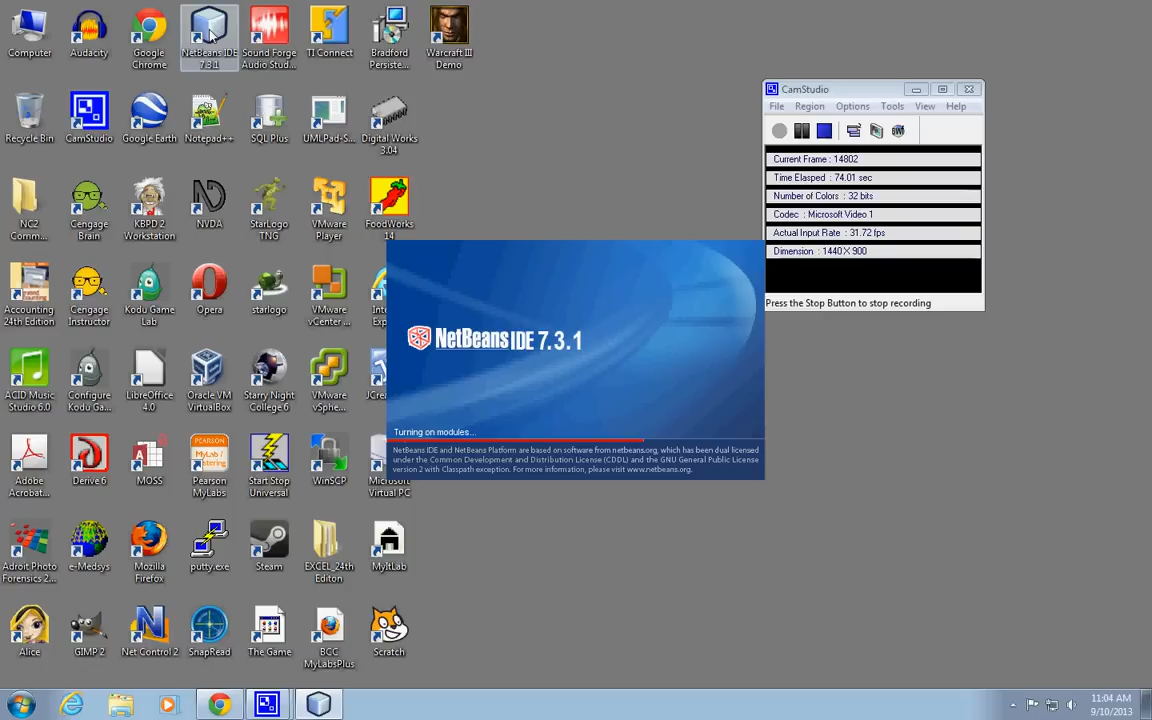 Computer
Audacity
Google
Chrome
NetBeans IDE
7.3.1
Sound Forge
Audio Stud...
TI Connect
Bradford
Persiste...
Warcraft III
Demo
Recycle Bin
CamStudio
Google Earth
Notepad++
SQL Plus
UMLPad-S...
Digital Works
3.04
NC2
Comm...
Cengage
Brain
KBPD 2
Workstation
NVDA
StarLogo
TNG
VMware
Player
FoodWorks
14
Accounting
24th Edition
Cengage
Instructor
Kodu Game
Lab
Opera
starlogo
VMware
vCenter ...
Int
Exp
ACID Music
Studio 6.0
Configure
Kodu Ga...
LibreOffice
4.0
Oracle VM
VirtualBox
Starry Night
College 6
VMware
vSphe...
JCrea
Adobe
Acrobat...
Derive 6
MOSS
PEARSON
MyLab /
Mastering
Pearson
MyLabs
Start Stop
Universal
WinSCP
Microsoft
Virtual PC
Adroit Photo
Forensics 2...
e-Medsys
Mozilla
Firefox
putty.exe
Steam
EXCEL_24th
Editon
MyItLab
Alice
GIMP 2
Net Control 2
SnapRead
The Game
BCC
MyLabsPlus
Scratch
NetBeans IDE 7.3.1
Turning on modules...
NetBeans IDE and NetBeans Platform are based on software from netbeans.org, which has been dual licensed
under the Common Development and Distribution License (CDDL) and the GNU General Public License
version 2 with Classpath exception. For more information, please visit www.netbeans.org.
CamStudio
File Region Options Tools View Help
Current Frame : 14802
Time Elasped : 74.01 sec
Number of Colors : 32 bits
Codec : Microsoft Video 1
Actual Input Rate : 31.72 fps
Dimension : 1440 X 900
Press the Stop Button to stop recording
11:04 AM
9/10/2013